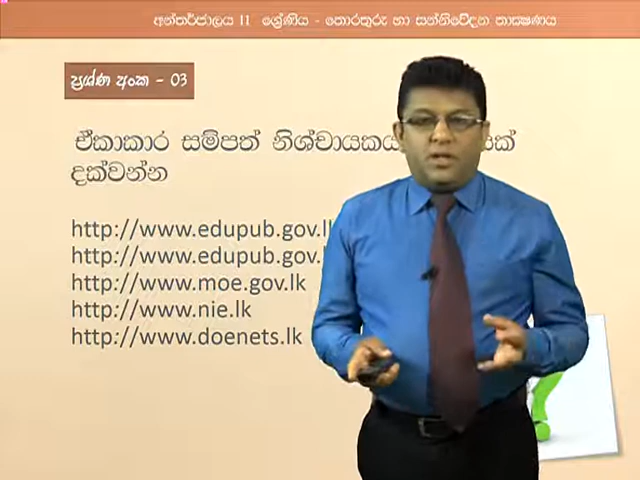 අන්තර්ජාලය 11 ශ්‍රේණිය - තොරතුරු හා සන්නිවේදන තාක්ෂණය
ප්‍රශ්ණ අංක - 03
ඒකාකාර සම්පත් නිශ්චායකය
දක්වන්න
http://www.edupub.gov.l
http://www.edupub.gov.l
http://www.moe.gov.lk
http://www.nie.lk
http://www.doenets.lk